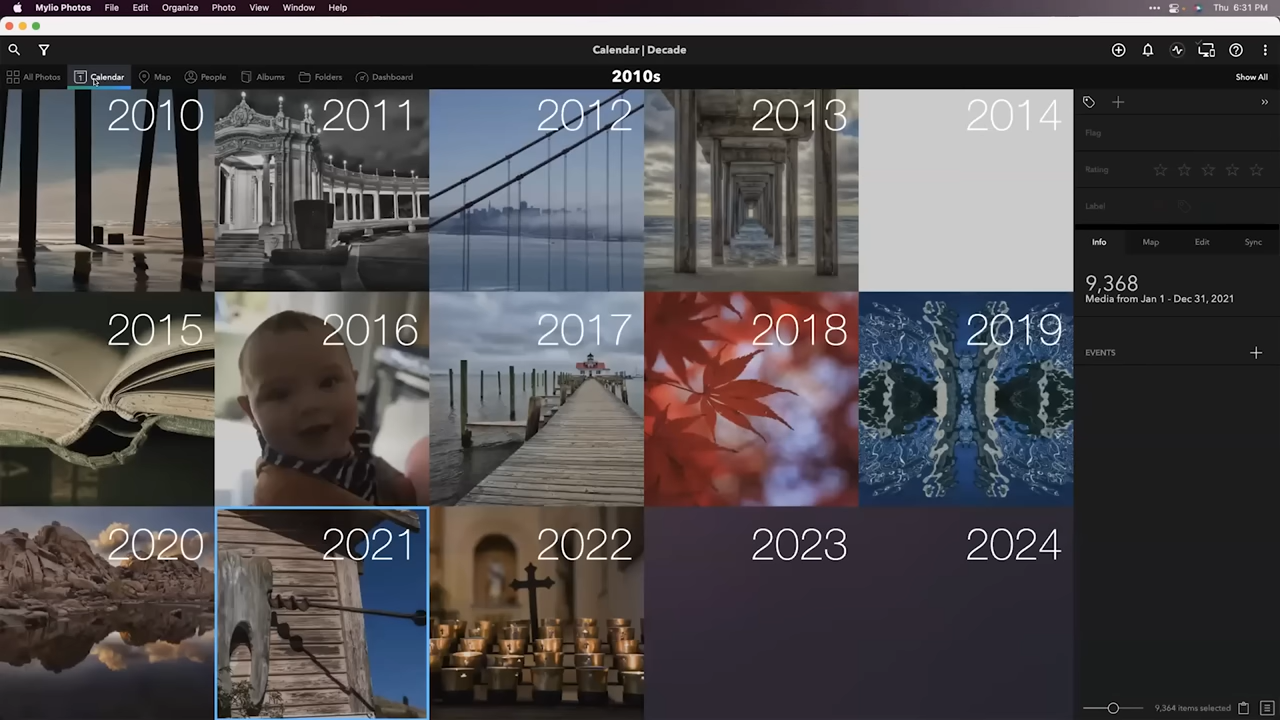 Mylio Photos File Edit Organize Photo View Window Help Thu 6:31 PM
Calendar | Decade
All Photos Calendar Map People Albums Folders Dashboard 2010s Show All
2010 2011 2012 2013 2014
Flag
Rating
Label
Info Map Edit Sync
9,368
Media from Jan 1 - Dec 31, 2021
2015 2016 2017 2018 2019
EVENTS
2020 2021 2022 2023 2024
9,364 items selected